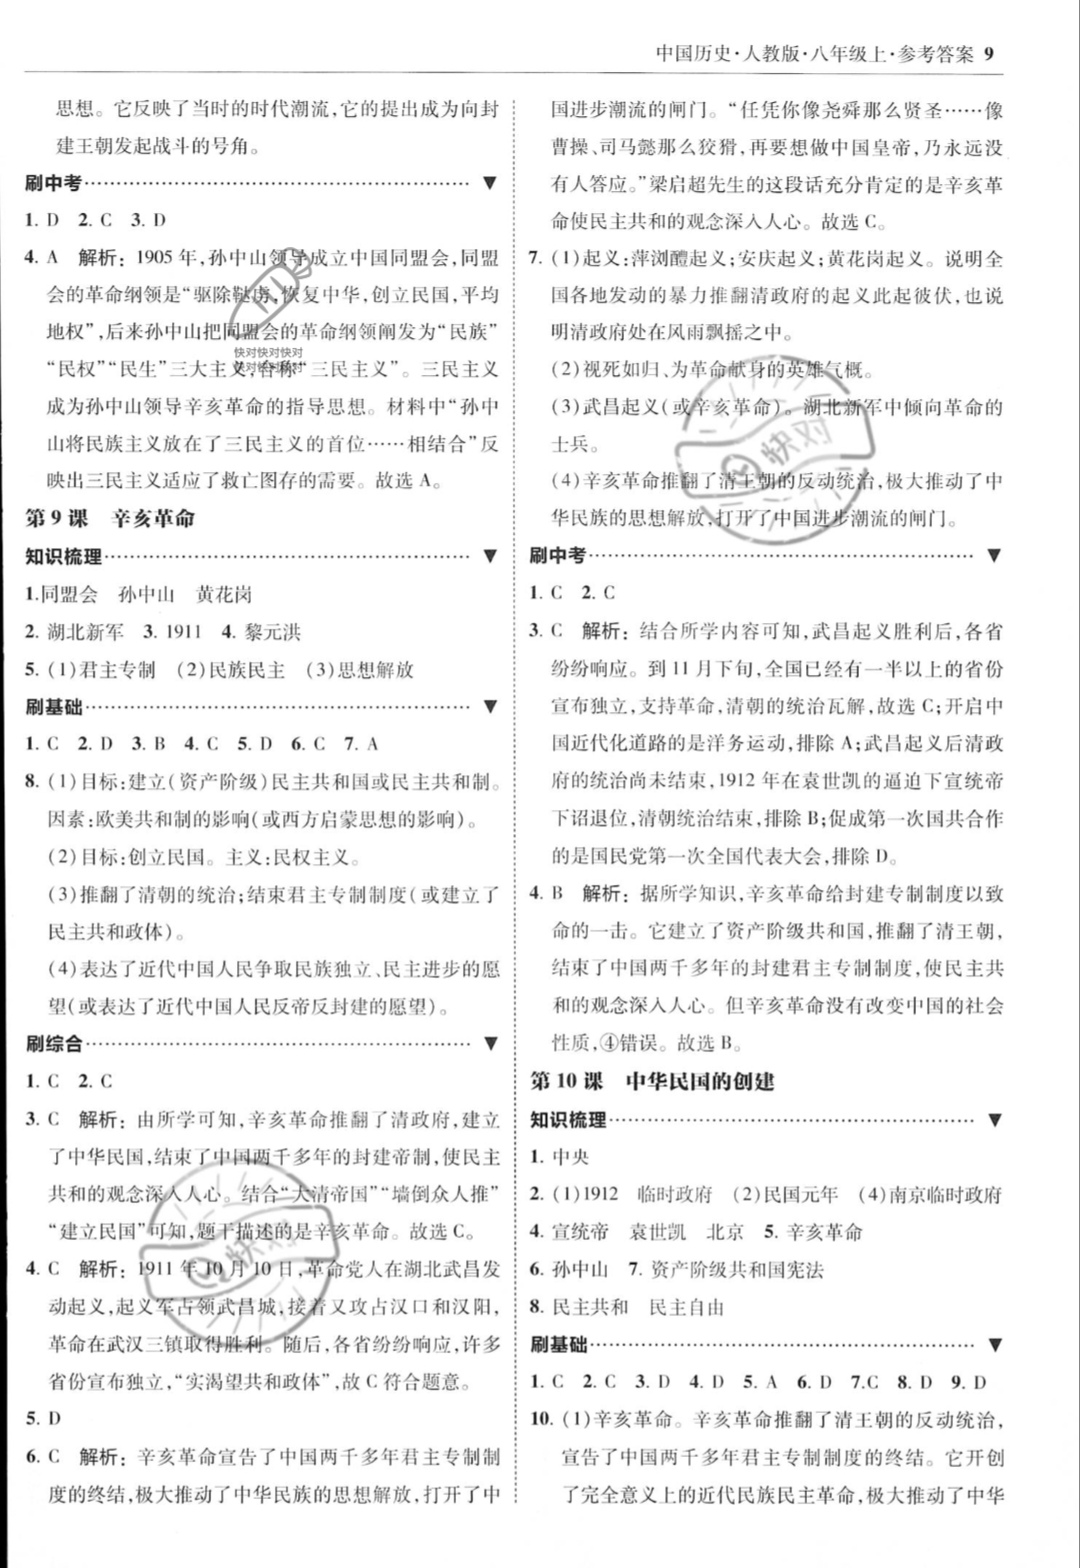 中国历史·人教版·八年级上·参考答案 9
思想。它反映了当时的时代潮流,它的提出成为向封
建王朝发起战斗的号角。
刷中考
1. D 2. C 3. D
4. A 解析：1905 年,孙中山领导成立中国同盟会,同盟
会的革命纲领是“驱除鞑虏,恢复中华,创立民国,平均
地权”,后来孙中山把同盟会的革命纲领阐发为“民族”
“民权”“民生”三大主义,合称“三民主义”。三民主义
成为孙中山领导辛亥革命的指导思想。材料中“孙中
山将民族主义放在了三民主义的首位……相结合”反
映出三民主义适应了救亡图存的需要。故选 A。
第 9 课 辛亥革命
知识梳理
1.同盟会 孙中山 黄花岗
2. 湖北新军 3. 1911 4. 黎元洪
5. (1)君主专制 (2)民族民主 (3)思想解放
刷基础
1. C 2. D 3. B 4. C 5. D 6. C 7. A
8. (1)目标:建立(资产阶级)民主共和国或民主共和制。
因素:欧美共和制的影响(或西方启蒙思想的影响)。
(2)目标:创立民国。主义:民权主义。
(3)推翻了清朝的统治;结束君主专制制度(或建立了
民主共和政体)。
(4)表达了近代中国人民争取民族独立、民主进步的愿
望(或表达了近代中国人民反帝反封建的愿望)。
刷综合
1. C 2. C
3. C 解析：由所学可知,辛亥革命推翻了清政府,建立
了中华民国,结束了中国两千多年的封建帝制,使民主
共和的观念深入人心。结合“大清帝国”“墙倒众人推”
“建立民国”可知,题干描述的是辛亥革命。故选 C。
4. C 解析：1911 年 10 月 10 日,革命党人在湖北武昌发
动起义,起义军占领武昌城,接着又攻占汉口和汉阳,
革命在武汉三镇取得胜利。随后,各省纷纷响应,许多
省份宣布独立,“实渴望共和政体”,故 C 符合题意。
5. D
6. C 解析：辛亥革命宣告了中国两千多年君主专制制
度的终结,极大推动了中华民族的思想解放,打开了中
国进步潮流的闸门。“任凭你像尧舜那么贤圣……像
曹操、司马懿那么狡猾,再要想做中国皇帝,乃永远没
有人答应。”梁启超先生的这段话充分肯定的是辛亥革
命使民主共和的观念深入人心。故选 C。
7. (1)起义:萍浏醴起义;安庆起义;黄花岗起义。说明全
国各地发动的暴力推翻清政府的起义此起彼伏,也说
明清政府处在风雨飘摇之中。
(2)视死如归、为革命献身的英雄气概。
(3)武昌起义(或辛亥革命)。湖北新军中倾向革命的
士兵。
(4)辛亥革命推翻了清王朝的反动统治,极大推动了中
华民族的思想解放,打开了中国进步潮流的闸门。
刷中考
1. C 2. C
3. C 解析：结合所学内容可知,武昌起义胜利后,各省
纷纷响应。到 11 月下旬,全国已经有一半以上的省份
宣布独立,支持革命,清朝的统治瓦解,故选 C;开启中
国近代化道路的是洋务运动,排除 A;武昌起义后清政
府的统治尚未结束,1912 年在袁世凯的逼迫下宣统帝
下诏退位,清朝统治结束,排除 B;促成第一次国共合作
的是国民党第一次全国代表大会,排除 D。
4. B 解析：据所学知识,辛亥革命给封建专制制度以致
命的一击。它建立了资产阶级共和国,推翻了清王朝,
结束了中国两千多年的封建君主专制制度,使民主共
和的观念深入人心。但辛亥革命没有改变中国的社会
性质,④错误。故选 B。
第 10 课 中华民国的创建
知识梳理
1. 中央
2. (1)1912 临时政府 (2)民国元年 (4)南京临时政府
4. 宣统帝 袁世凯 北京 5. 辛亥革命
6. 孙中山 7. 资产阶级共和国宪法
8. 民主共和 民主自由
刷基础
1. C 2. C 3. D 4. D 5. A 6. D 7.C 8. D 9. D
10. (1)辛亥革命。辛亥革命推翻了清王朝的反动统治,
宣告了两千多年君主专制制度的终结。它开创
了完全意义上的近代民族民主革命,极大推动了中华
快对快对快对
快对快对快对
快对
快对